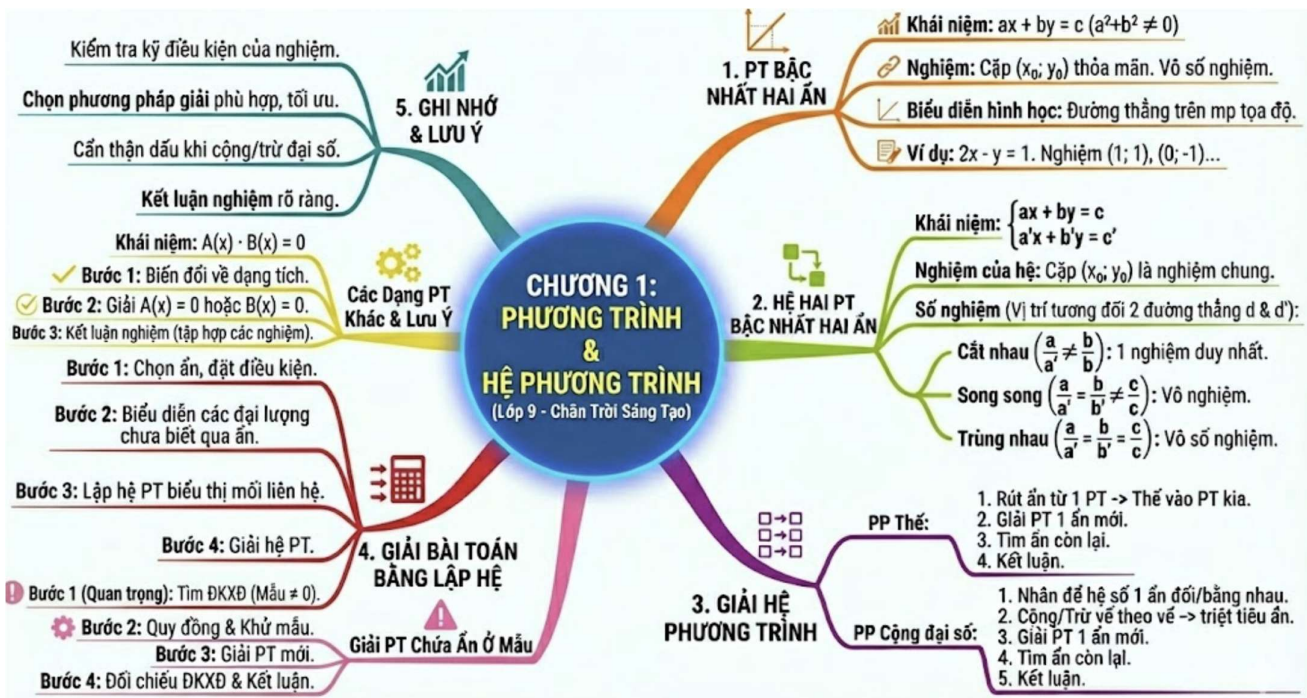 CHƯƠNG 1:
PHƯƠNG TRÌNH
&
HỆ PHƯƠNG TRÌNH
(Lớp 9 - Chân Trời Sáng Tạo)
1. PT BẬC
NHẤT HAI ẨN
Khái niệm: ax + by = c (a²+b² ≠ 0)
Nghiệm: Cặp (x₀; y₀) thỏa mãn. Vô số nghiệm.
Biểu diễn hình học: Đường thẳng trên mp tọa độ.
Ví dụ: 2x - y = 1. Nghiệm (1; 1), (0; -1)...
2. HỆ HAI PT
BẬC NHẤT HAI ẨN
Khái niệm: { ax + by = c
a'x + b'y = c'
Nghiệm của hệ: Cặp (x₀; y₀) là nghiệm chung.
Số nghiệm (Vị trí tương đối 2 đường thẳng d & d'):
Cắt nhau (a/a' ≠ b/b'): 1 nghiệm duy nhất.
Song song (a/a' = b/b' ≠ c/c'): Vô nghiệm.
Trùng nhau (a/a' = b/b' = c/c'): Vô số nghiệm.
3. GIẢI HỆ
PHƯƠNG TRÌNH
PP Thế:
1. Rút ẩn từ 1 PT -> Thế vào PT kia.
2. Giải PT 1 ẩn mới.
3. Tìm ẩn còn lại.
4. Kết luận.
PP Cộng đại số:
1. Nhân để hệ số 1 ẩn đối/bằng nhau.
2. Cộng/Trừ vế theo vế -> triệt tiêu ẩn.
3. Giải PT 1 ẩn mới.
4. Tìm ẩn còn lại.
5. Kết luận.
4. GIẢI BÀI TOÁN
BẰNG LẬP HỆ
Bước 1: Chọn ẩn, đặt điều kiện.
Bước 2: Biểu diễn các đại lượng
chưa biết qua ẩn.
Bước 3: Lập hệ PT biểu thị mối liên hệ.
Bước 4: Giải hệ PT.
Giải PT Chứa Ẩn Ở Mẫu
Bước 1 (Quan trọng): Tìm ĐKXĐ (Mẫu ≠ 0).
Bước 2: Quy đồng & Khử mẫu.
Bước 3: Giải PT mới.
Bước 4: Đối chiếu ĐKXĐ & Kết luận.
Các Dạng PT
Khác & Lưu Ý
Khái niệm: A(x) · B(x) = 0
Bước 1: Biến đổi về dạng tích.
Bước 2: Giải A(x) = 0 hoặc B(x) = 0.
Bước 3: Kết luận nghiệm (tập hợp các nghiệm).
5. GHI NHỚ
& LƯU Ý
Kiểm tra kỹ điều kiện của nghiệm.
Chọn phương pháp giải phù hợp, tối ưu.
Cẩn thận dấu khi cộng/trừ đại số.
Kết luận nghiệm rõ ràng.